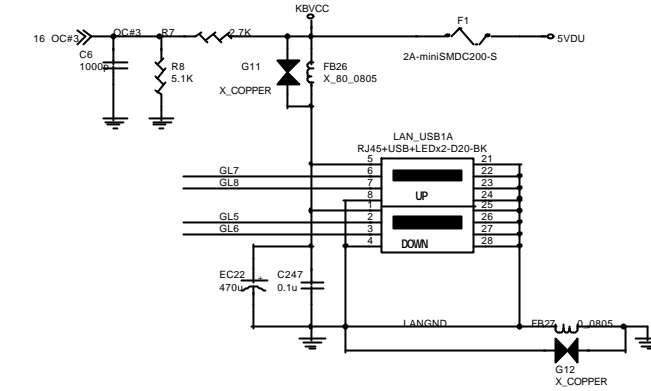 KBVCC
16 OC#3 OC#3 R7 2.7K F1 5VDU
C6
1000p
R8
5.1K
G11
X_COPPER
FB26
X_80_0805
2A-miniSMDC200-S
LAN_USB1A
RJ45+USB+LEDx2-D20-BK
5 21
GL7 6 22
GL8 7 23
8 UP 24
1 25
GL5 2 26
GL6 3 27
4 DOWN 28
EC22
470u
+
C247
0.1u
LANGND FB27 0_0805
G12
X_COPPER